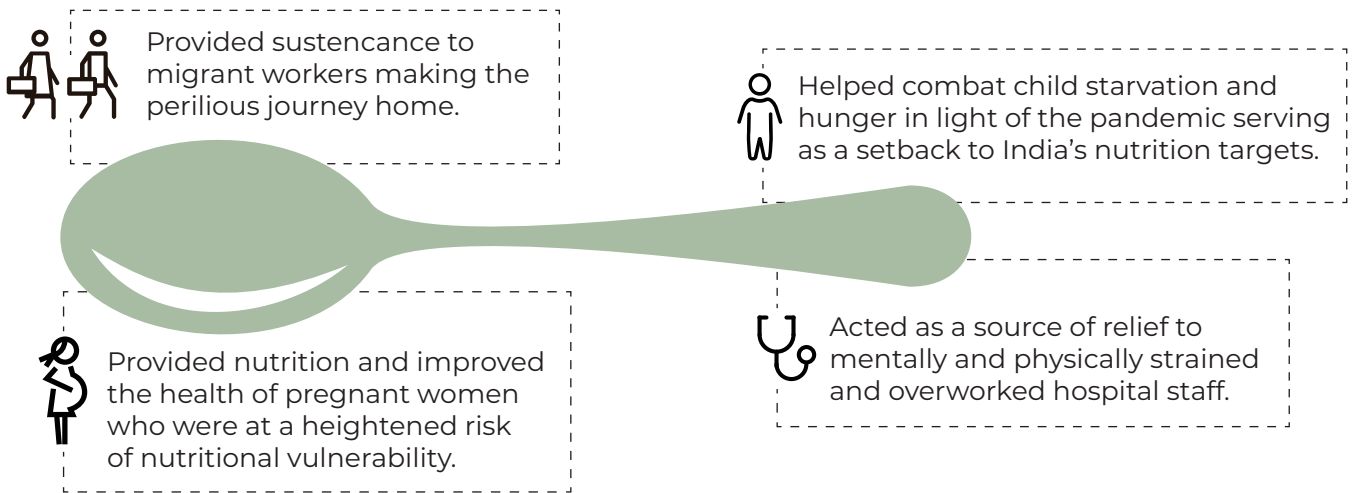 Provided sustencance to
migrant workers making the
perilious journey home.
Helped combat child starvation and
hunger in light of the pandemic serving
as a setback to India’s nutrition targets.
Provided nutrition and improved
the health of pregnant women
who were at a heightened risk
of nutritional vulnerability.
Acted as a source of relief to
mentally and physically strained
and overworked hospital staff.